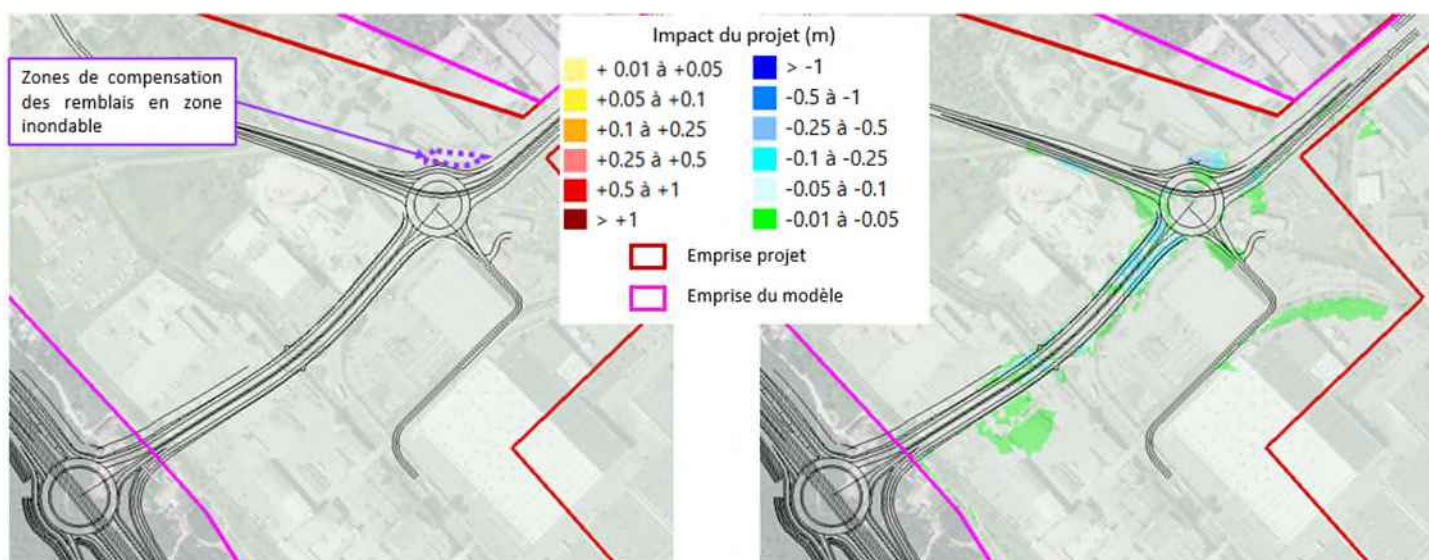 Zones de compensation
des remblais en zone
inondable
Impact du projet (m)
+ 0.01 à +0.05
+0.05 à +0.1
+0.1 à +0.25
+0.25 à +0.5
+0.5 à +1
> +1
> -1
-0.5 à -1
-0.25 à -0.5
-0.1 à -0.25
-0.05 à -0.1
-0.01 à -0.05
Emprise projet
Emprise du modèle